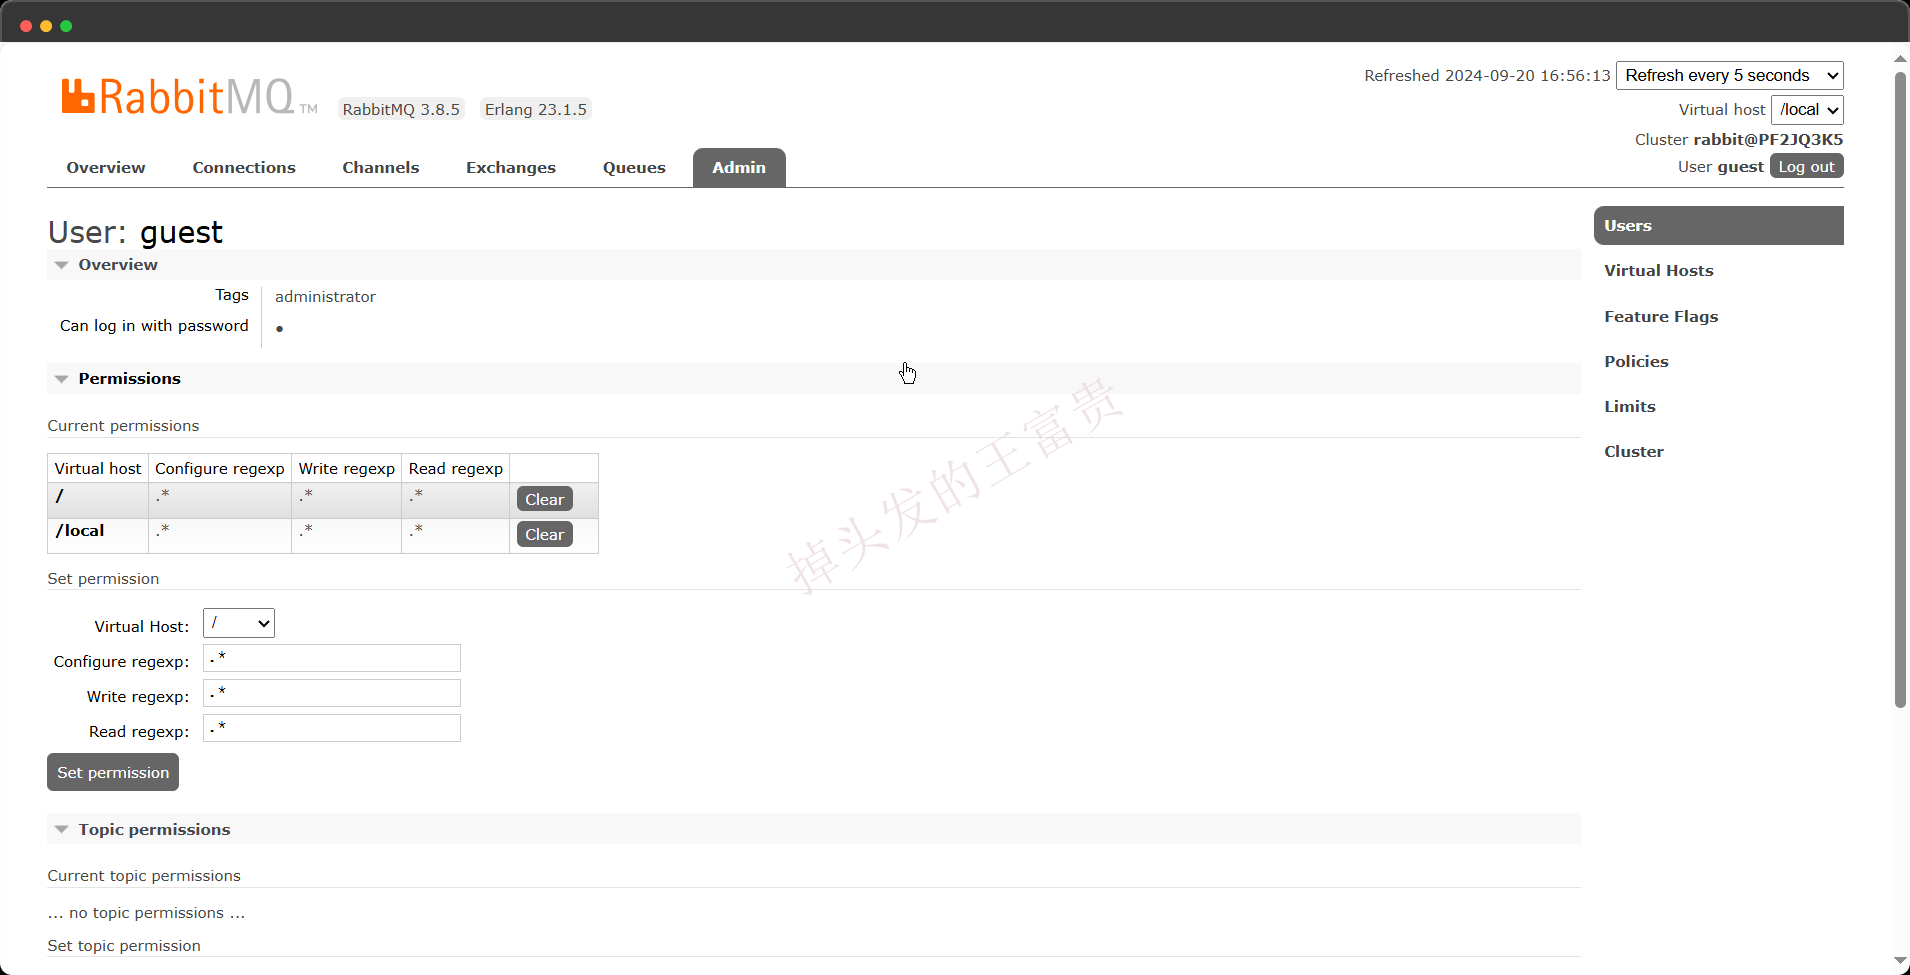 RabbitMQ TM
RabbitMQ 3.8.5
Erlang 23.1.5
Refreshed 2024-09-20 16:56:13
Refresh every 5 seconds
Virtual host /local
Cluster rabbit@PF2JQ3K5
User guest Log out
Overview Connections Channels Exchanges Queues Admin
User: guest
Overview
Tags administrator
Can log in with password ●
Permissions
Current permissions
Virtual host Configure regexp Write regexp Read regexp
/ .* .* .* Clear
/local .* .* .* Clear
Set permission
Virtual Host: /
Configure regexp: .*
Write regexp: .*
Read regexp: .*
Set permission
Topic permissions
Current topic permissions
... no topic permissions ...
Set topic permission
Users
Virtual Hosts
Feature Flags
Policies
Limits
Cluster
掉头发的王富贵